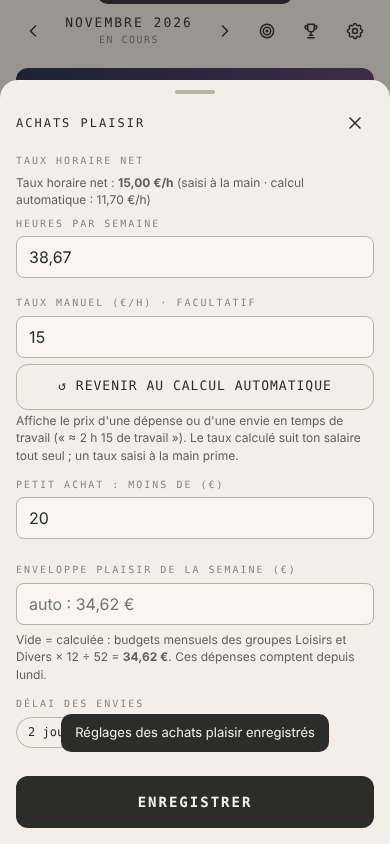 NOVEMBRE 2026
EN COURS
ACHATS PLAISIR
TAUX HORAIRE NET
Taux horaire net : 15,00 €/h (saisi à la main · calcul
automatique : 11,70 €/h)
HEURES PAR SEMAINE
38,67
TAUX MANUEL (€/H) · FACULTATIF
15
↺ REVENIR AU CALCUL AUTOMATIQUE
Affiche le prix d'une dépense ou d'une envie en temps de
travail (« ≈ 2 h 15 de travail »). Le taux calculé suit ton salaire
tout seul ; un taux saisi à la main prime.
PETIT ACHAT : MOINS DE (€)
20
ENVELOPPE PLAISIR DE LA SEMAINE (€)
auto : 34,62 €
Vide = calculée : budgets mensuels des groupes Loisirs et
Divers × 12 ÷ 52 = 34,62 €. Ces dépenses comptent depuis
lundi.
DÉLAI DES ENVIES
2 jou
Réglages des achats plaisir enregistrés
ENREGISTRER